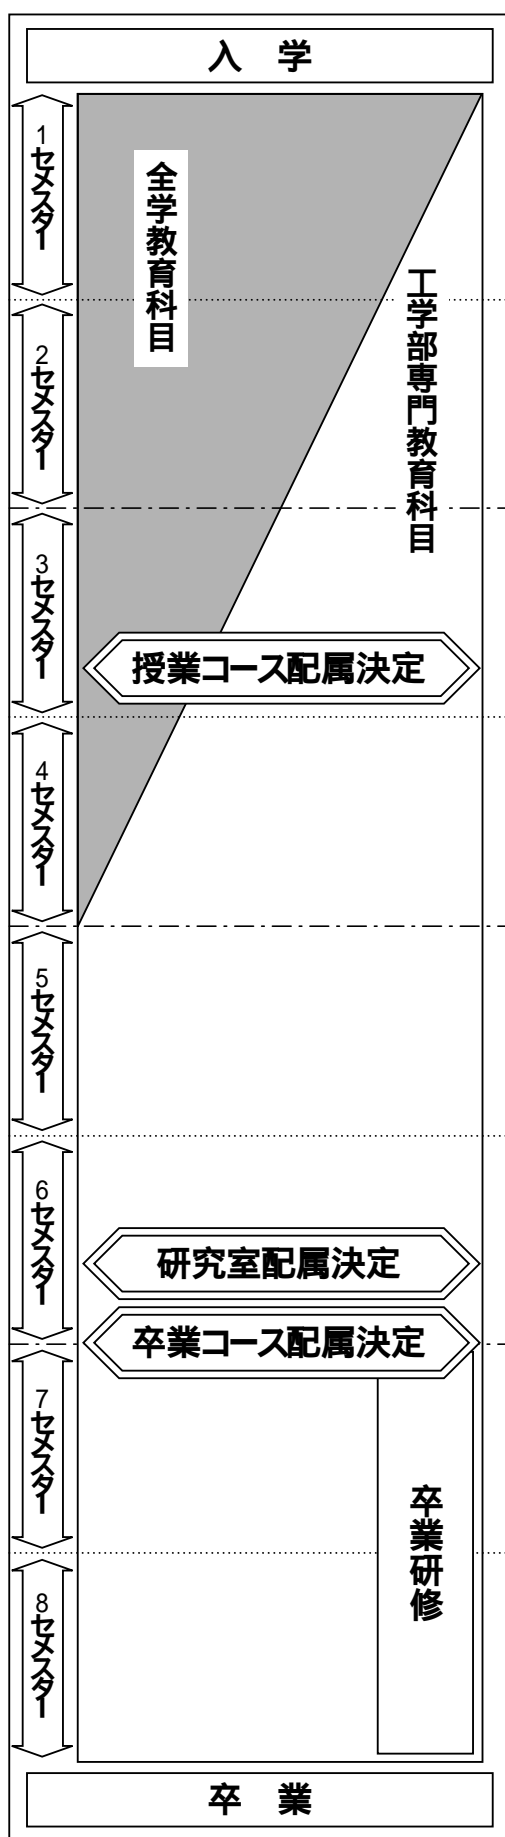 入 学
1セメスター
全学教育科目
工学部専門教育科目
2セメスター
3セメスター
授業コース配属決定
4セメスター
5セメスター
6セメスター
研究室配属決定
卒業コース配属決定
7セメスター
卒業研修
8セメスター
卒 業